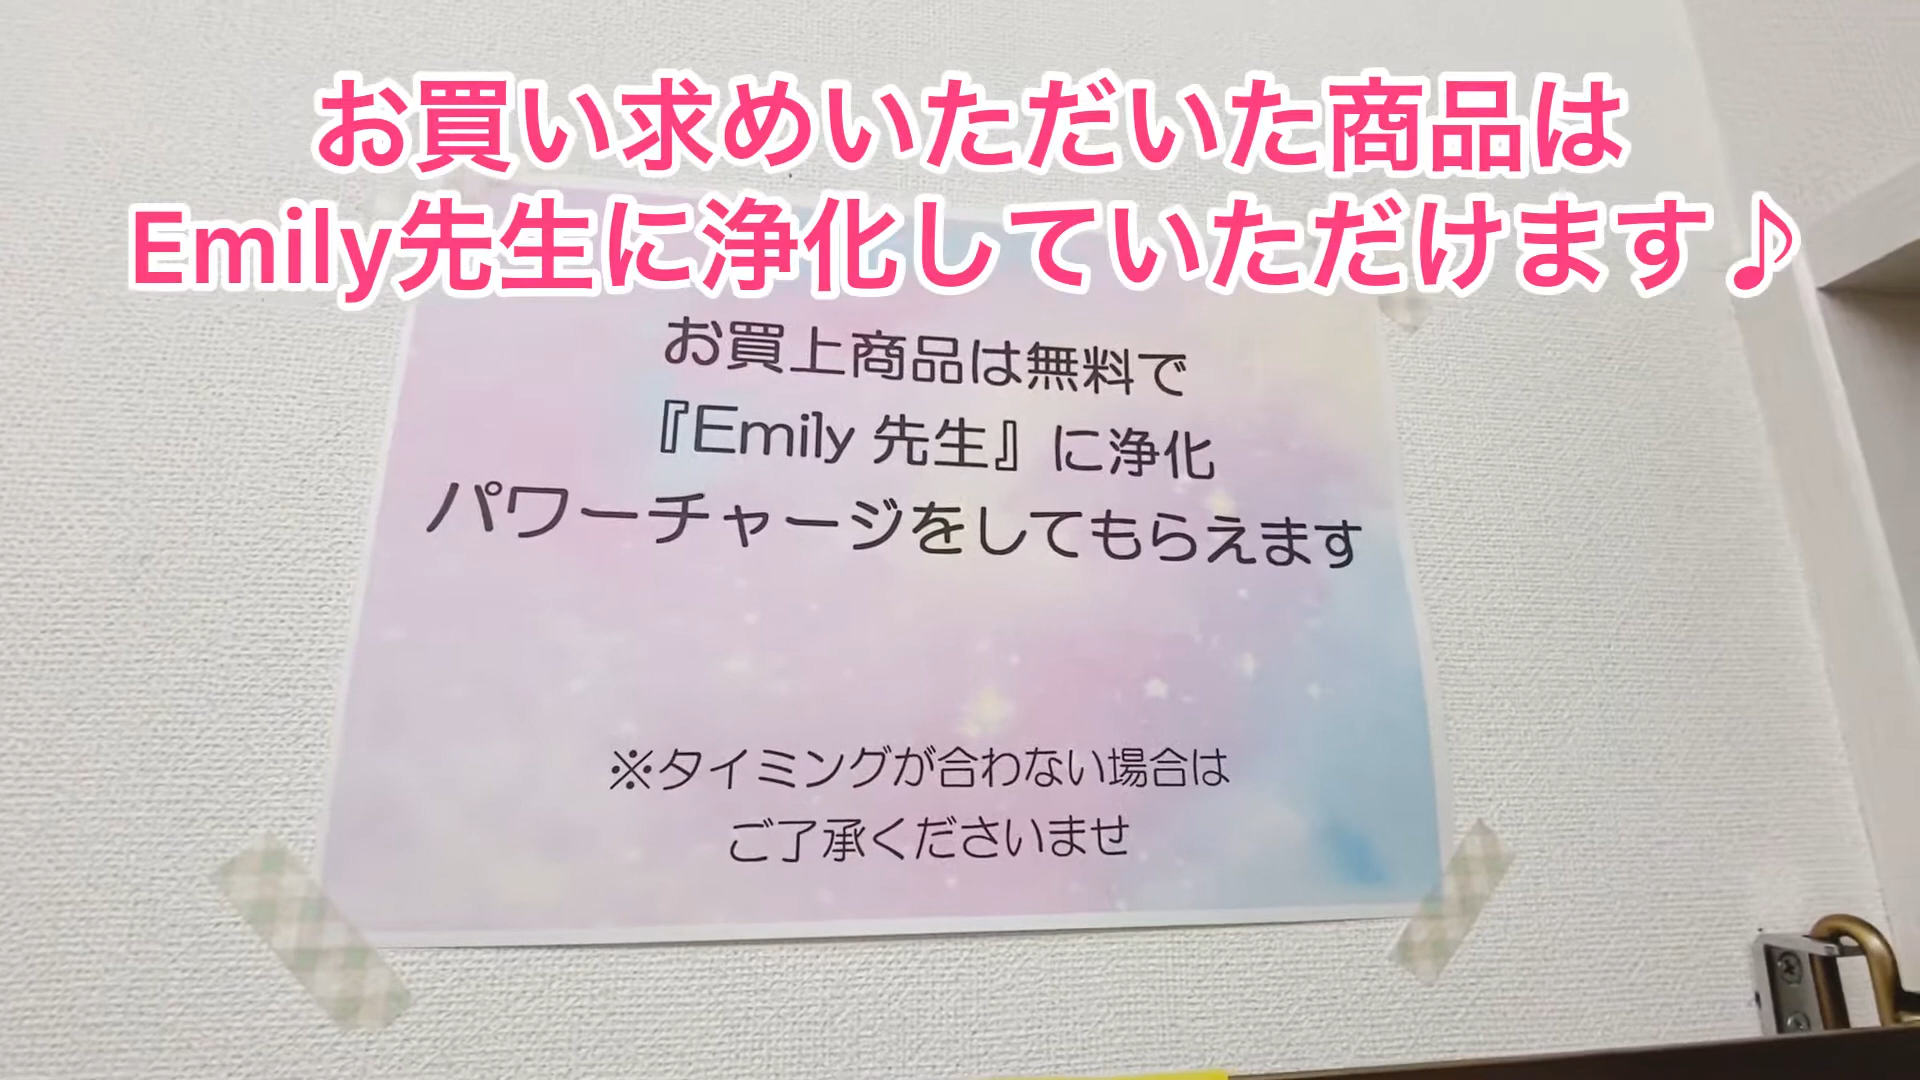 お買い求めいただいた商品は
Emily先生に浄化していただけます♪
お買上商品は無料で
『Emily 先生』に浄化
パワーチャージをしてもらえます
※タイミングが合わない場合は
ご了承くださいませ